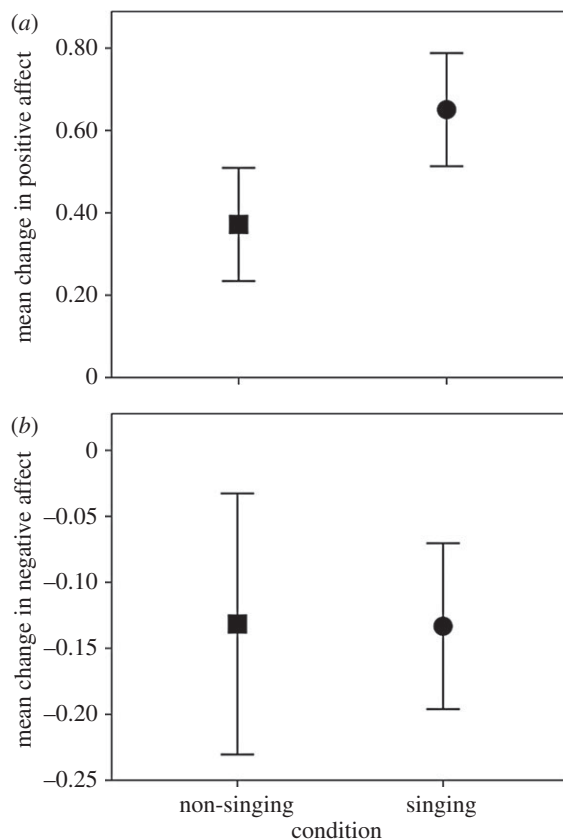 (a)
mean change in positive affect
0.80
0.60
0.40
0.20
0
(b)
mean change in negative affect
0
–0.05
–0.10
–0.15
–0.20
–0.25
non-singing singing
condition